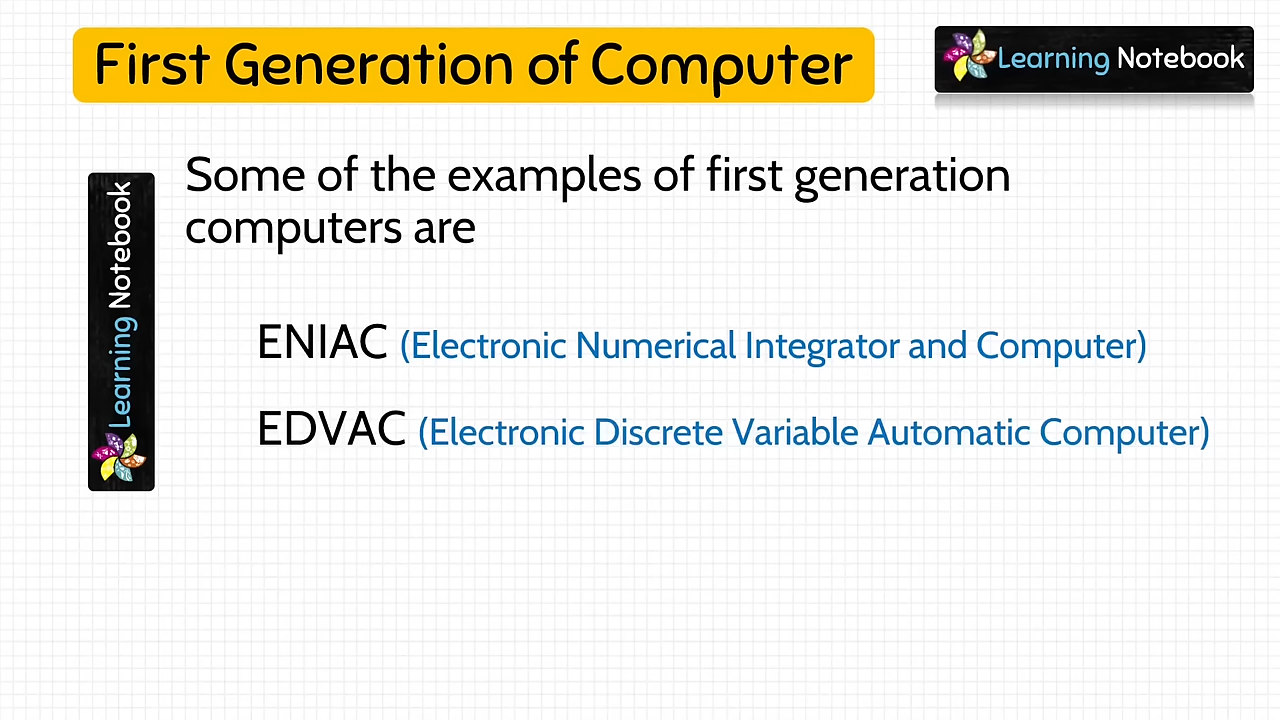 First Generation of Computer
Learning Notebook
Learning Notebook
Some of the examples of first generation
computers are
ENIAC (Electronic Numerical Integrator and Computer)
EDVAC (Electronic Discrete Variable Automatic Computer)